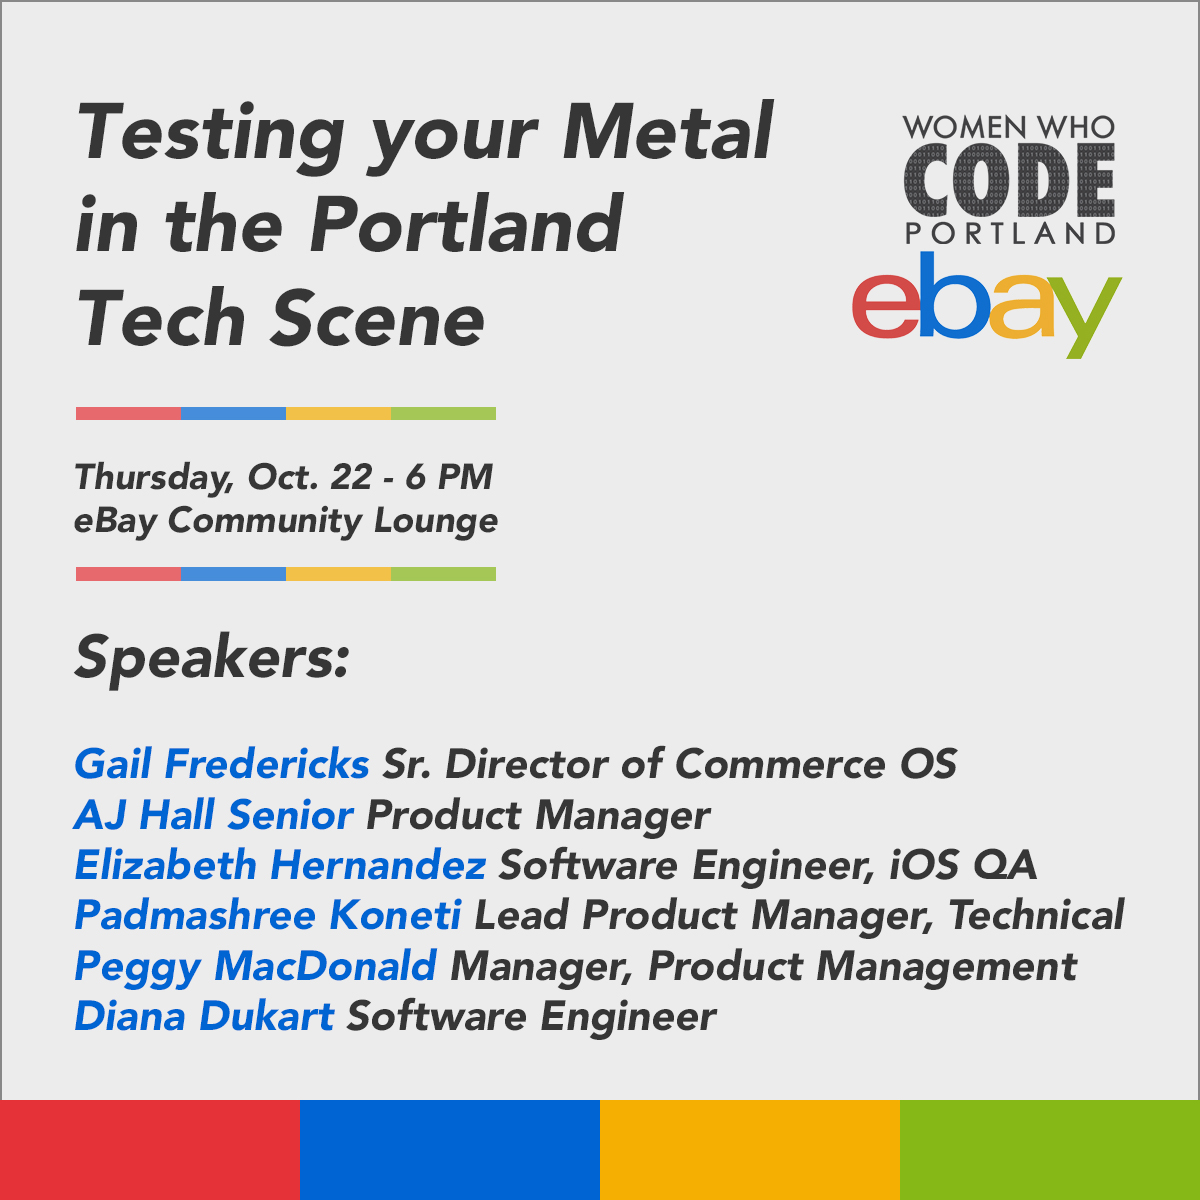 Testing your Metal
in the Portland
Tech Scene
WOMEN WHO
CODE
PORTLAND
ebay
Thursday, Oct. 22 - 6 PM
eBay Community Lounge
Speakers:
Gail Fredericks Sr. Director of Commerce OS
AJ Hall Senior Product Manager
Elizabeth Hernandez Software Engineer, iOS QA
Padmashree Koneti Lead Product Manager, Technical
Peggy MacDonald Manager, Product Management
Diana Dukart Software Engineer